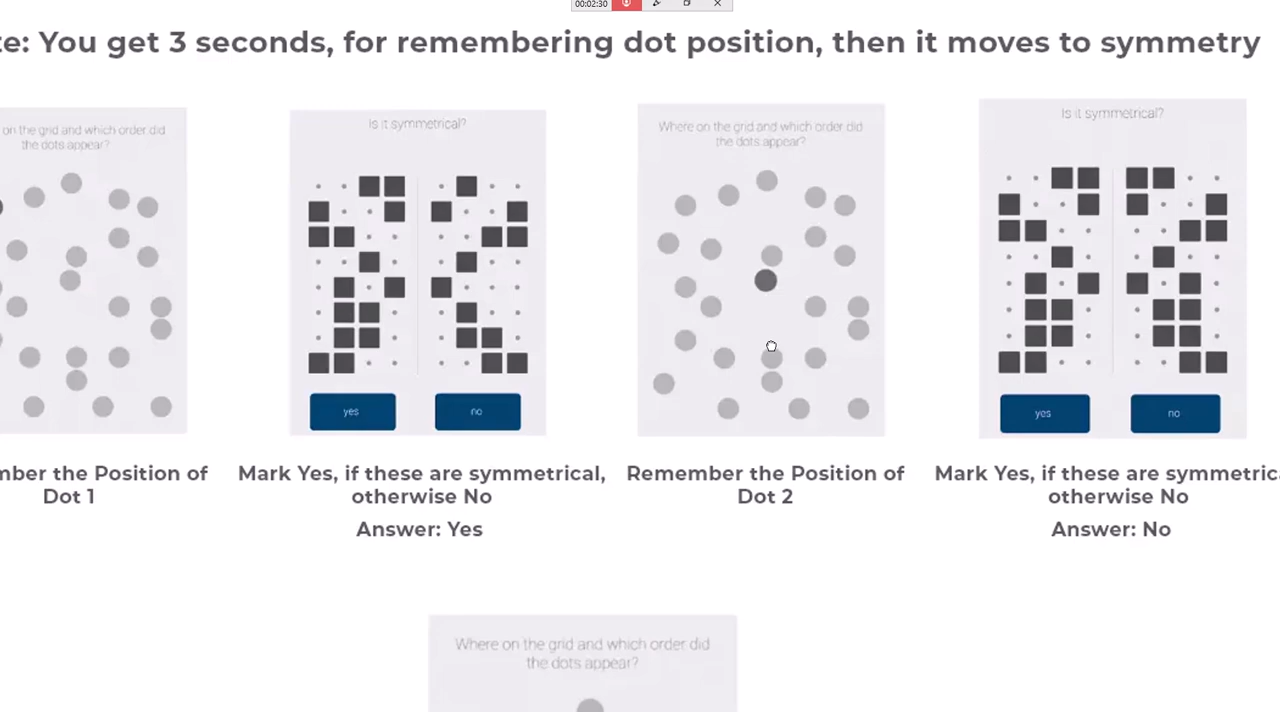 00:02:30
te: You get 3 seconds, for remembering dot position, then it moves to symmetry
on the grid and which order did
the dots appear?
Is it symmetrical?
yes
no
Where on the grid and which order did
the dots appear?
Is it symmetrical?
yes
no
mber the Position of
Dot 1
Mark Yes, if these are symmetrical,
otherwise No
Answer: Yes
Remember the Position of
Dot 2
Mark Yes, if these are symmetrica
otherwise No
Answer: No
Where on the grid and which order did
the dots appear?